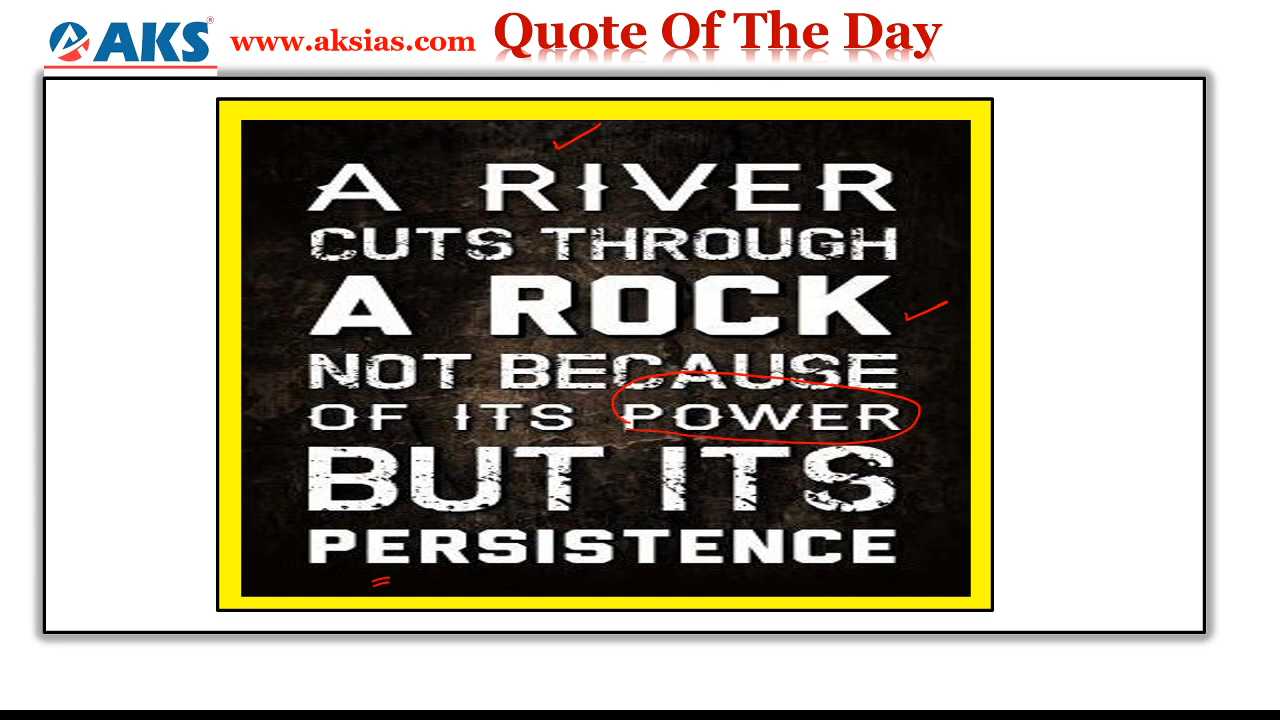 AKS®
www.aksias.com
Quote Of The Day
A RIVER
CUTS THROUGH
A ROCK
NOT BECAUSE
OF ITS POWER
BUT ITS
PERSISTENCE